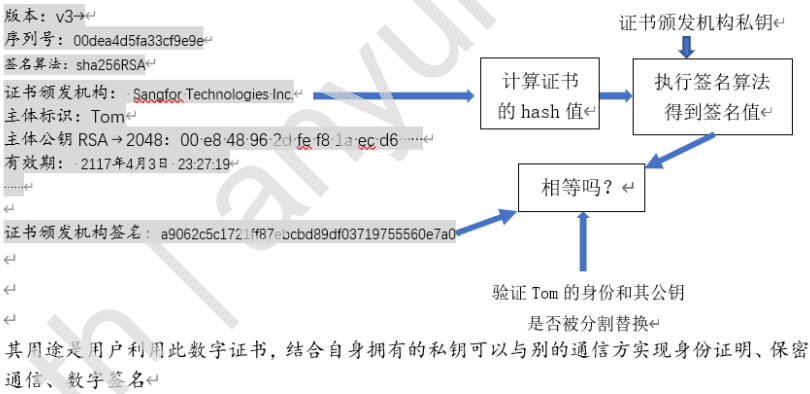 版本：v3
序列号：00dea4d5fa33cf9e9e
签名算法：sha256RSA
证书颁发机构： Sangfor Technologies Inc.
主体标识：Tom
主体公钥 RSA→2048：00 e8 48 96 2d fe f8 1a ec d6……
有效期： 2117年4月3日 23:27:19
……
证书颁发机构签名：a9062c5c1721ff87ebcbd89df03719755560e7a0
证书颁发机构私钥
计算证书
的 hash 值
执行签名算法
得到签名值
相等吗？
验证 Tom 的身份和其公钥
是否被分割替换
其用途是用户利用此数字证书，结合自身拥有的私钥可以与别的通信方实现身份证明、保密
通信、数字签名